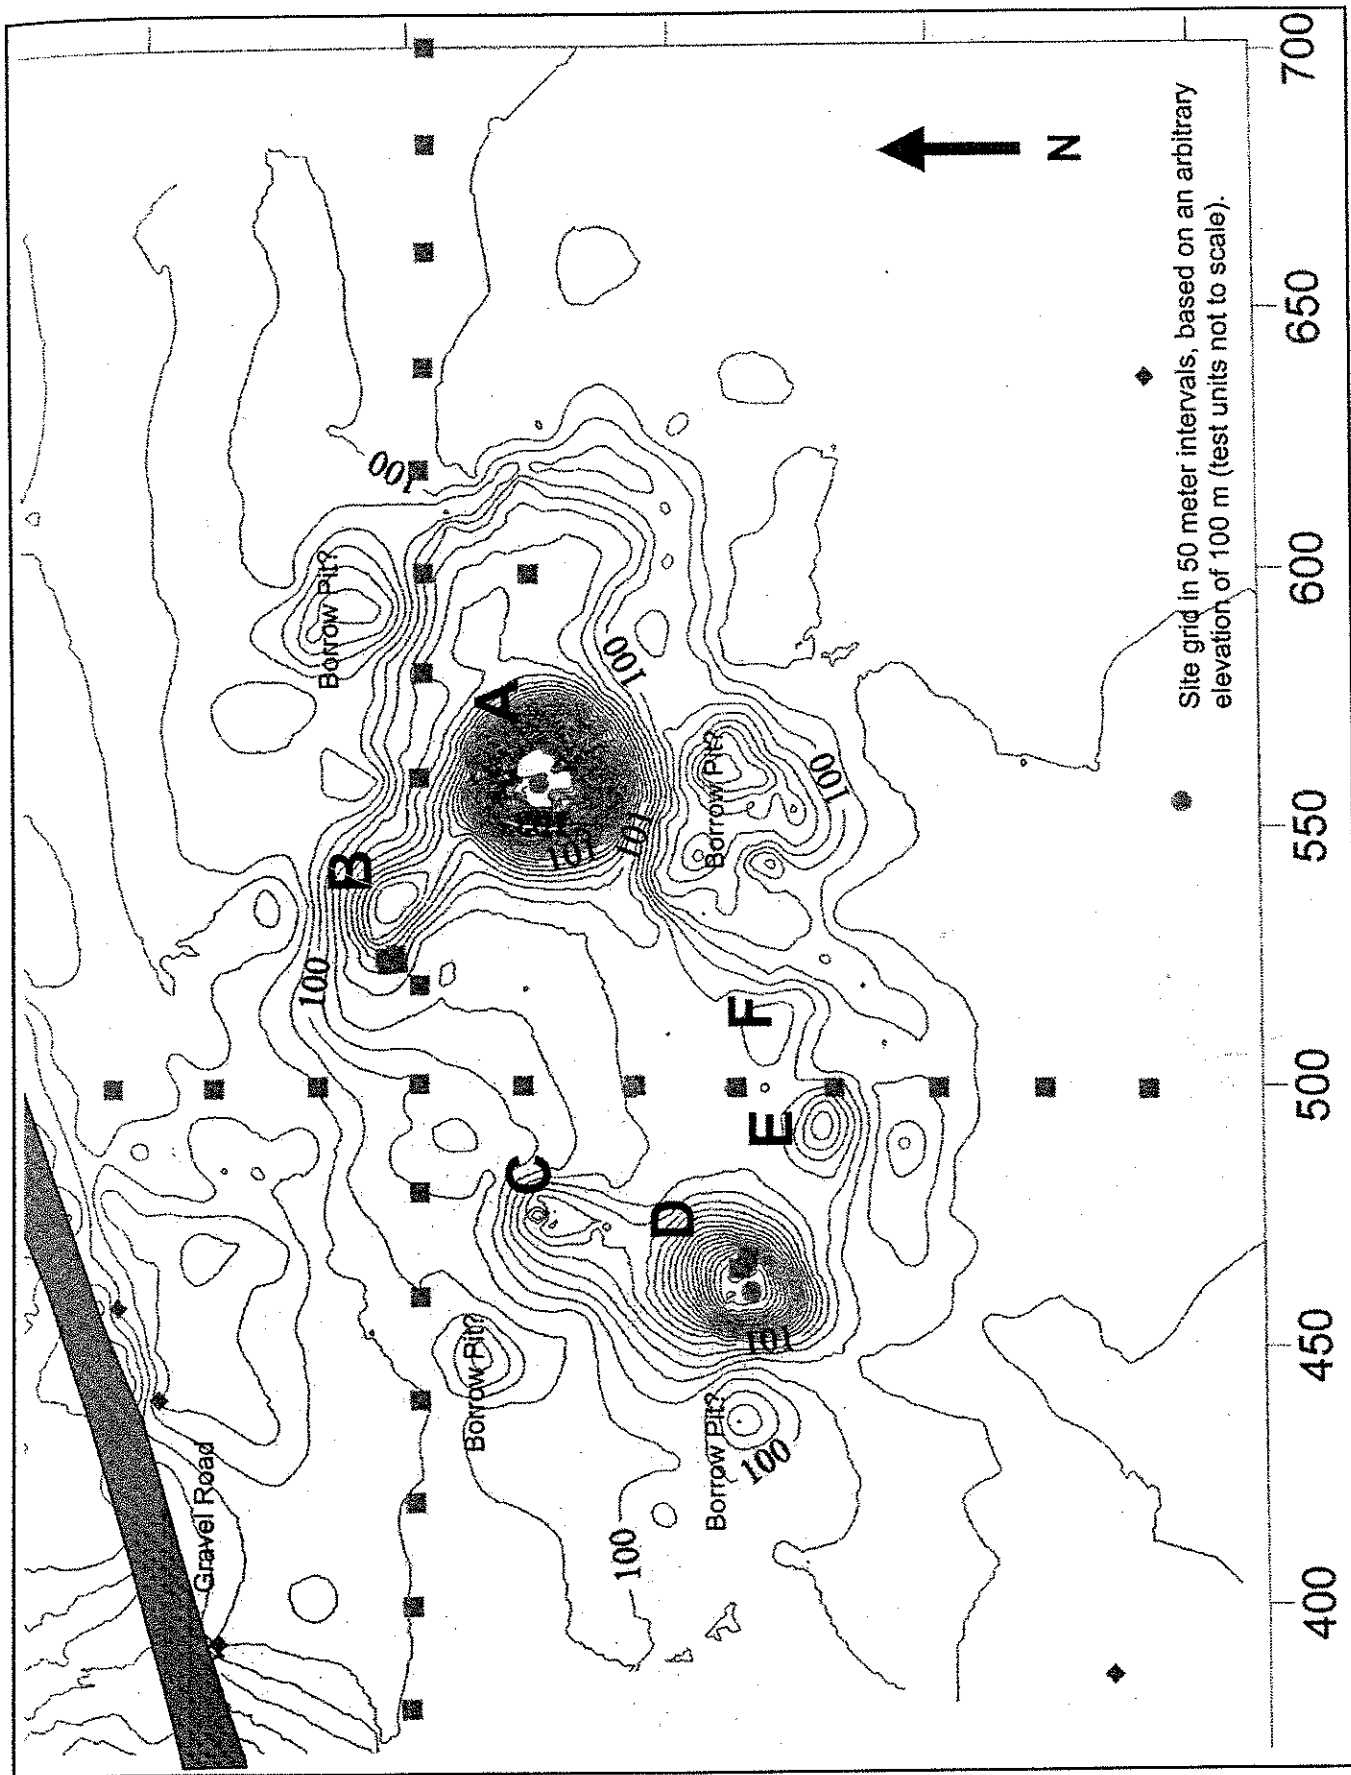 Gravel Road
100
Borrow Pit?
B
100
Borrow Pit?
A
C
101
100
100
101
D
Borrow Pit?
Borrow Pit?
F
100
101
E
100
N
Site grid in 50 meter intervals, based on an arbitrary
elevation of 100 m (test units not to scale).
400 450 500 550 600 650 700